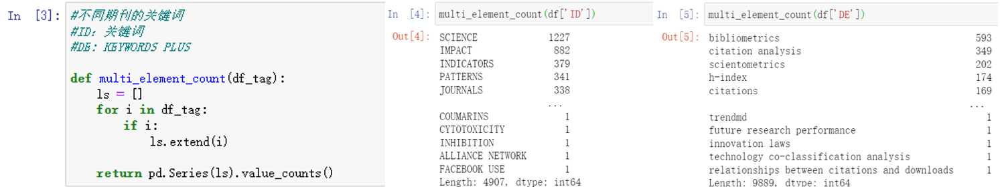 In [3]:
#不同期刊的关键词
#ID: 关键词
#DE: KEYWORDS PLUS
def multi_element_count(df_tag):
ls = []
for i in df_tag:
if i:
ls.extend(i)
return pd.Series(ls).value_counts()
In [4]: multi_element_count(df['ID'])
Out[4]: SCIENCE 1227
IMPACT 882
INDICATORS 379
PATTERNS 341
JOURNALS 338
...
COUMARINS 1
CYTOTOXICITY 1
INHIBITION 1
ALLIANCE NETWORK 1
FACEBOOK USE 1
Length: 4907, dtype: int64
In [5]: multi_element_count(df['DE'])
Out[5]: bibliometrics 593
citation analysis 349
scientometrics 202
h-index 174
citations 169
...
trendmd 1
future research performance 1
innovation laws 1
technology co-classification analysis 1
relationships between citations and downloads 1
Length: 9889, dtype: int64